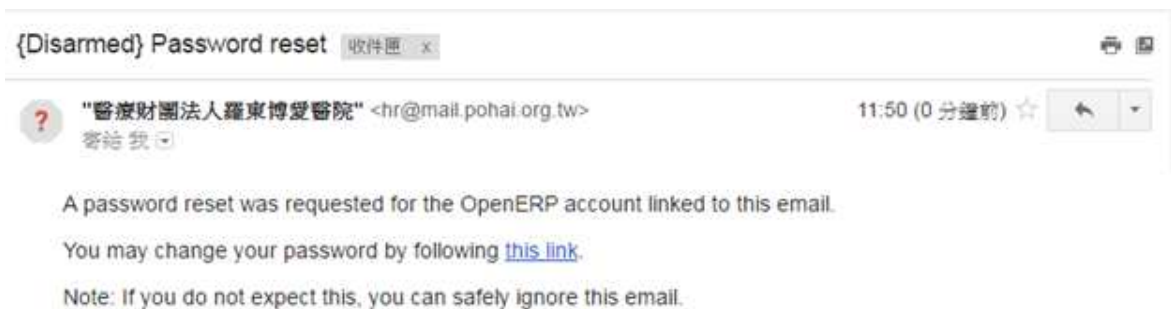 {Disarmed} Password reset 收件匣 x
"醫療財團法人羅東博愛醫院" <hr@mail.pohai.org.tw> 11:50 (0 分鐘前)
寄給 我
A password reset was requested for the OpenERP account linked to this email.
You may change your password by following this link.
Note: If you do not expect this, you can safely ignore this email.